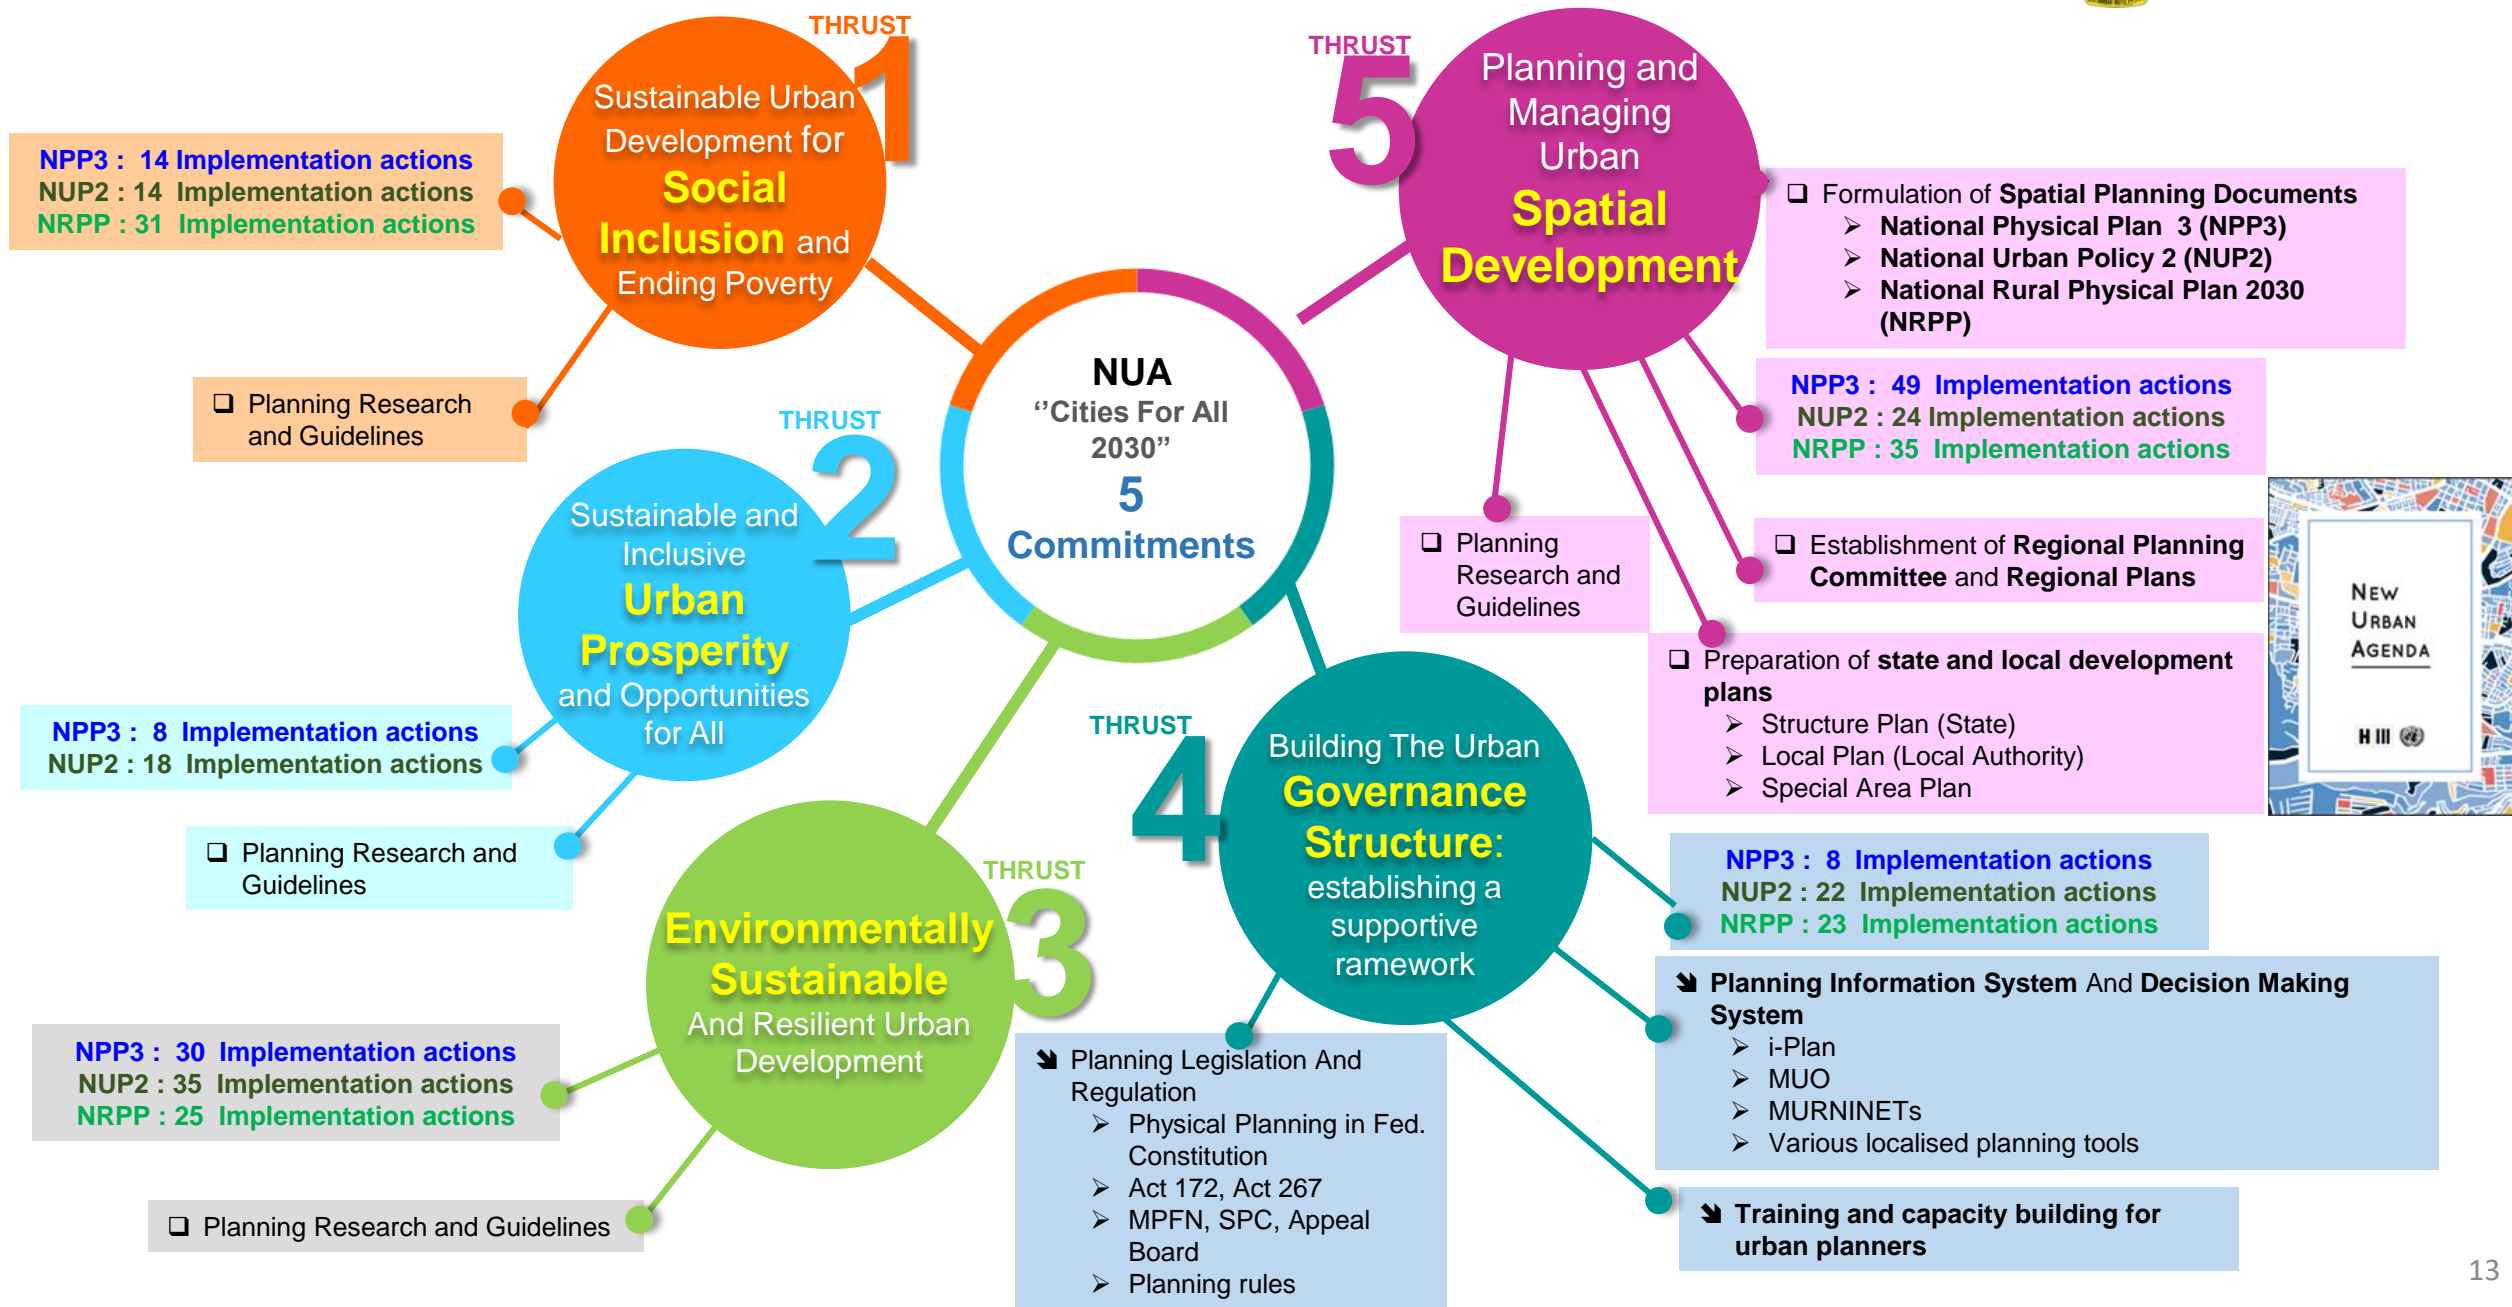 THRUST
1
Sustainable Urban
Development for
Social
Inclusion and
Ending Poverty
NPP3 : 14 Implementation actions
NUP2 : 14 Implementation actions
NRPP : 31 Implementation actions
❑ Planning Research
and Guidelines
THRUST
2
Sustainable and
Inclusive
Urban
Prosperity
and Opportunities
for All
NPP3 : 8 Implementation actions
NUP2 : 18 Implementation actions
❑ Planning Research and
Guidelines
THRUST
3
Environmentally
Sustainable
And Resilient Urban
Development
NPP3 : 30 Implementation actions
NUP2 : 35 Implementation actions
NRPP : 25 Implementation actions
❑ Planning Research and Guidelines
NUA
‘’Cities For All
2030”
5
Commitments
THRUST
4
Building The Urban
Governance
Structure:
establishing a
supportive
ramework
Planning Legislation And
Regulation
➢ Physical Planning in Fed.
Constitution
➢ Act 172, Act 267
➢ MPFN, SPC, Appeal
Board
➢ Planning rules
NPP3 : 8 Implementation actions
NUP2 : 22 Implementation actions
NRPP : 23 Implementation actions
Planning Information System And Decision Making
System
➢ i-Plan
➢ MUO
➢ MURNINETs
➢ Various localised planning tools
Training and capacity building for
urban planners
THRUST
5
Planning and
Managing
Urban
Spatial
Development
❑ Formulation of Spatial Planning Documents
➢ National Physical Plan 3 (NPP3)
➢ National Urban Policy 2 (NUP2)
➢ National Rural Physical Plan 2030
(NRPP)
NPP3 : 49 Implementation actions
NUP2 : 24 Implementation actions
NRPP : 35 Implementation actions
❑ Planning
Research and
Guidelines
❑ Establishment of Regional Planning
Committee and Regional Plans
❑ Preparation of state and local development
plans
➢ Structure Plan (State)
➢ Local Plan (Local Authority)
➢ Special Area Plan
NEW
URBAN
AGENDA
H III
13